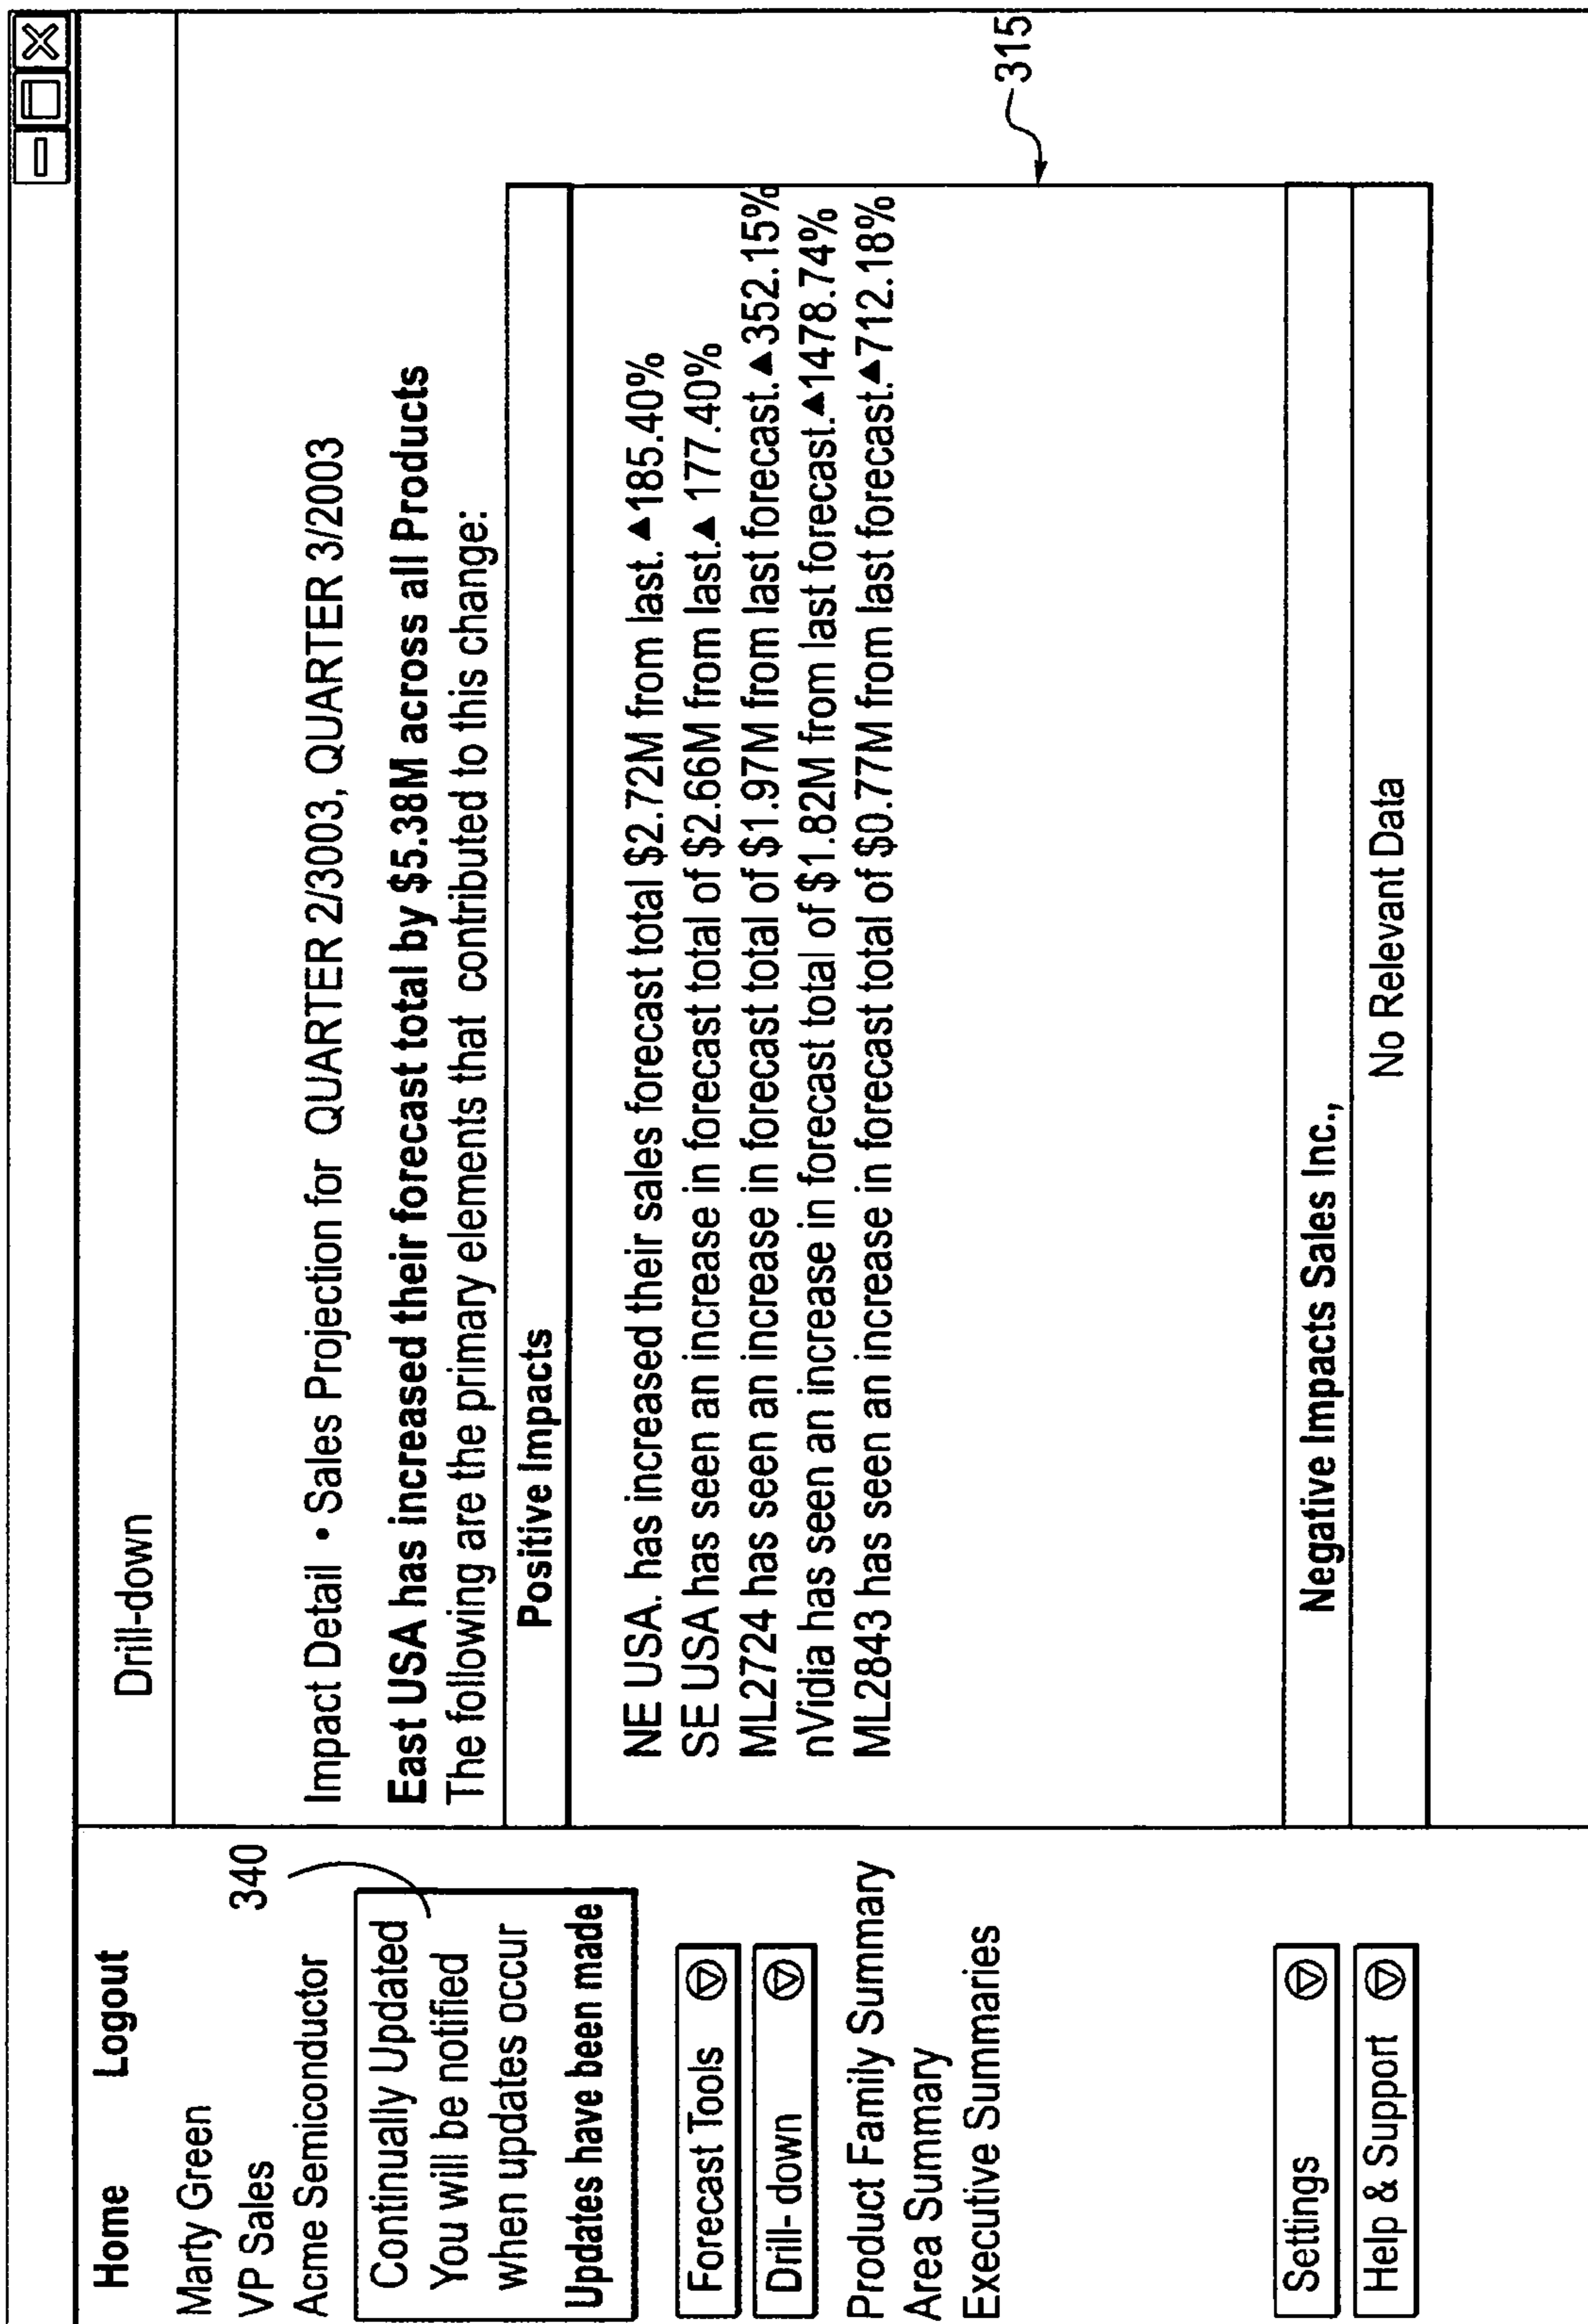 Home Logout
Marty Green
VP Sales
340
Acme Semiconductor
Continually Updated
You will be notified
when updates occur
Updates have been made
Forecast Tools
Drill- down
Product Family Summary
Area Summary
Executive Summaries
Settings
Help & Support
Drill-down
Impact Detail • Sales Projection for QUARTER 2/3003, QUARTER 3/2003
East USA has increased their forecast total by $5.38M across all Products
The following are the primary elements that contributed to this change:
Positive Impacts
NE USA. has increased their sales forecast total $2.72M from last. ▲185.40%
SE USA has seen an increase in forecast total of $2.66M from last.▲ 177.40%
ML2724 has seen an increase in forecast total of $1.97M from last forecast.▲352.15%
nVidia has seen an increase in forecast total of $1.82M from last forecast.▲1478.74%
ML2843 has seen an increase in forecast total of $0.77M from last forecast.▲712.18%
315
Negative Impacts Sales Inc.,
No Relevant Data